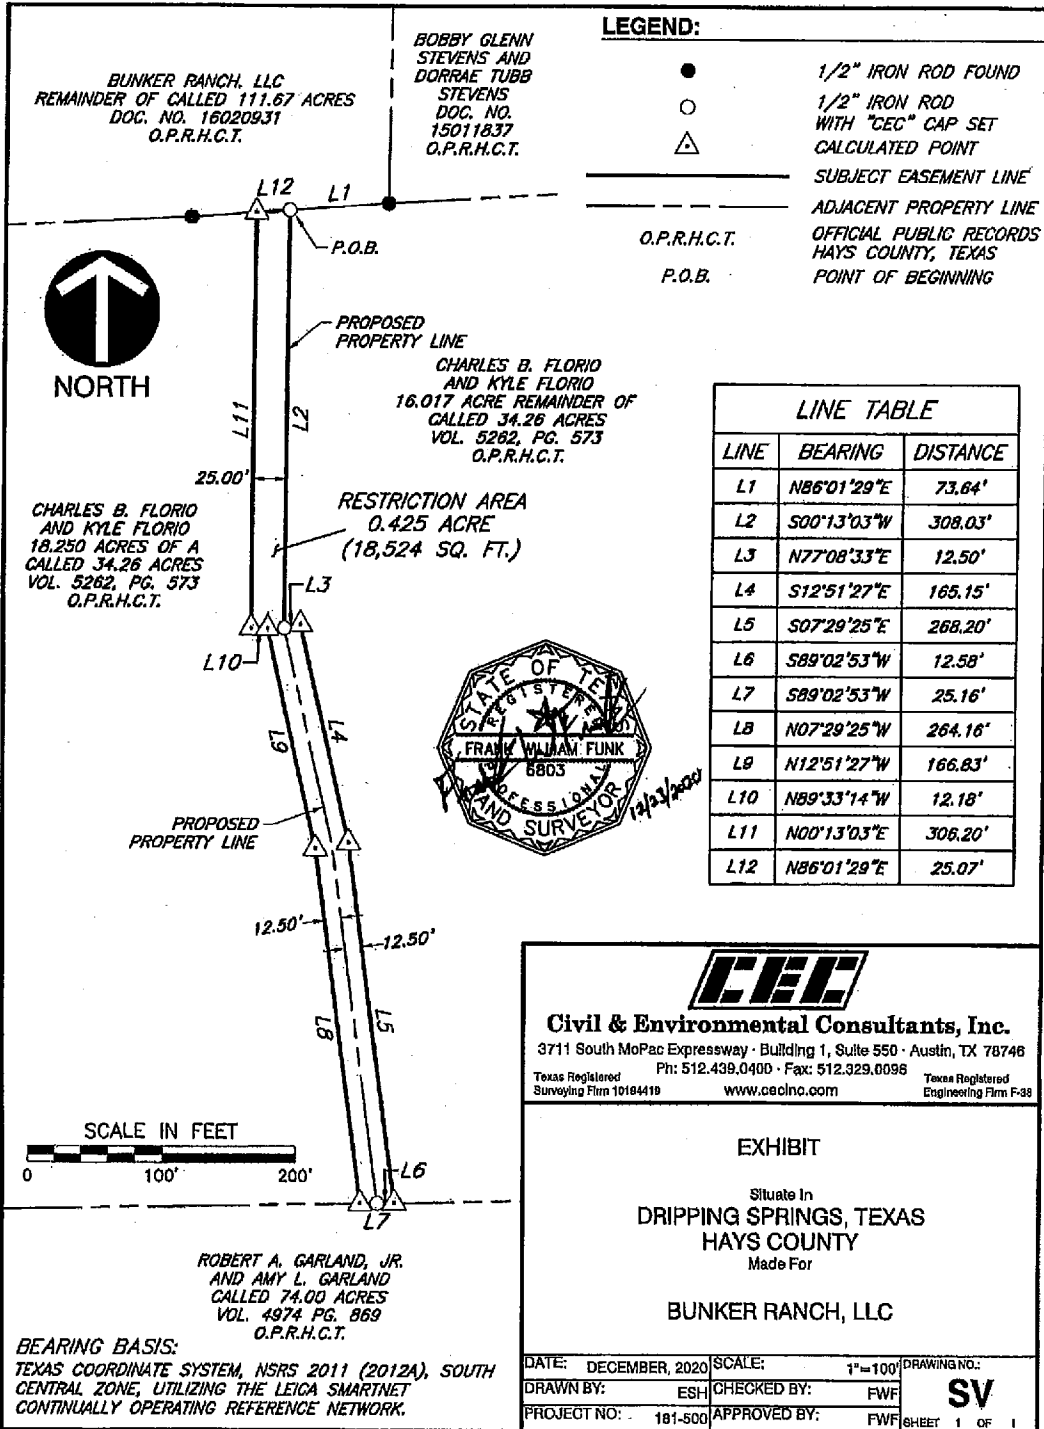 BUNKER RANCH, LLC
REMAINDER OF CALLED 111.67 ACRES
DOC. NO. 16020931
O.P.R.H.C.T.
BOBBY GLENN
STEVENS AND
DORRAE TUBB
STEVENS
DOC. NO.
15011837
O.P.R.H.C.T.
LEGEND:
1/2" IRON ROD FOUND
1/2" IRON ROD
WITH "CEC" CAP SET
CALCULATED POINT
SUBJECT EASEMENT LINE
ADJACENT PROPERTY LINE
O.P.R.H.C.T. OFFICIAL PUBLIC RECORDS
HAYS COUNTY, TEXAS
P.O.B. POINT OF BEGINNING
L12
L1
P.O.B.
NORTH
PROPOSED
PROPERTY LINE
CHARLES B. FLORIO
AND KYLE FLORIO
16.017 ACRE REMAINDER OF
CALLED 34.26 ACRES
VOL. 5262, PG. 573
O.P.R.H.C.T.
L11
L2
25.00'
CHARLES B. FLORIO
AND KYLE FLORIO
18.250 ACRES OF A
CALLED 34.26 ACRES
VOL. 5262, PG. 573
O.P.R.H.C.T.
RESTRICTION AREA
0.425 ACRE
(18,524 SQ. FT.)
L3
L10
L9
L4
PROPOSED
PROPERTY LINE
12.50'
12.50'
L8
L5
L6
L7
LINE TABLE
LINE BEARING DISTANCE
L1 N86°01'29"E 73.64'
L2 S00°13'03"W 308.03'
L3 N77°08'33"E 12.50'
L4 S12°51'27"E 165.15'
L5 S07°29'25"E 268.20'
L6 S89°02'53"W 12.58'
L7 S89°02'53"W 25.16'
L8 N07°29'25"W 264.16'
L9 N12°51'27"W 166.83'
L10 N89°33'14"W 12.18'
L11 N00°13'03"E 306.20'
L12 N86°01'29"E 25.07'
STATE OF TEXAS
REGISTERED
FRANK WILLIAM FUNK
6803
PROFESSIONAL
LAND SURVEYOR
12/23/2020
SCALE IN FEET
0 100' 200'
ROBERT A. GARLAND, JR.
AND AMY L. GARLAND
CALLED 74.00 ACRES
VOL. 4974 PG. 869
O.P.R.H.C.T.
BEARING BASIS:
TEXAS COORDINATE SYSTEM, NSRS 2011 (2012A), SOUTH
CENTRAL ZONE, UTILIZING THE LEICA SMARTNET
CONTINUALLY OPERATING REFERENCE NETWORK.
CEC
Civil & Environmental Consultants, Inc.
3711 South MoPac Expressway · Building 1, Suite 550 · Austin, TX 78746
Ph: 512.439.0400 · Fax: 512.329.0096
Texas Registered
Surveying Firm 10194419
www.cecinc.com
Texas Registered
Engineering Firm F-38
EXHIBIT
Situate In
DRIPPING SPRINGS, TEXAS
HAYS COUNTY
Made For
BUNKER RANCH, LLC
DATE: DECEMBER, 2020 SCALE: 1"=100' DRAWING NO.:
DRAWN BY: ESH CHECKED BY: FWF SV
PROJECT NO: 181-500 APPROVED BY: FWF SHEET 1 OF 1